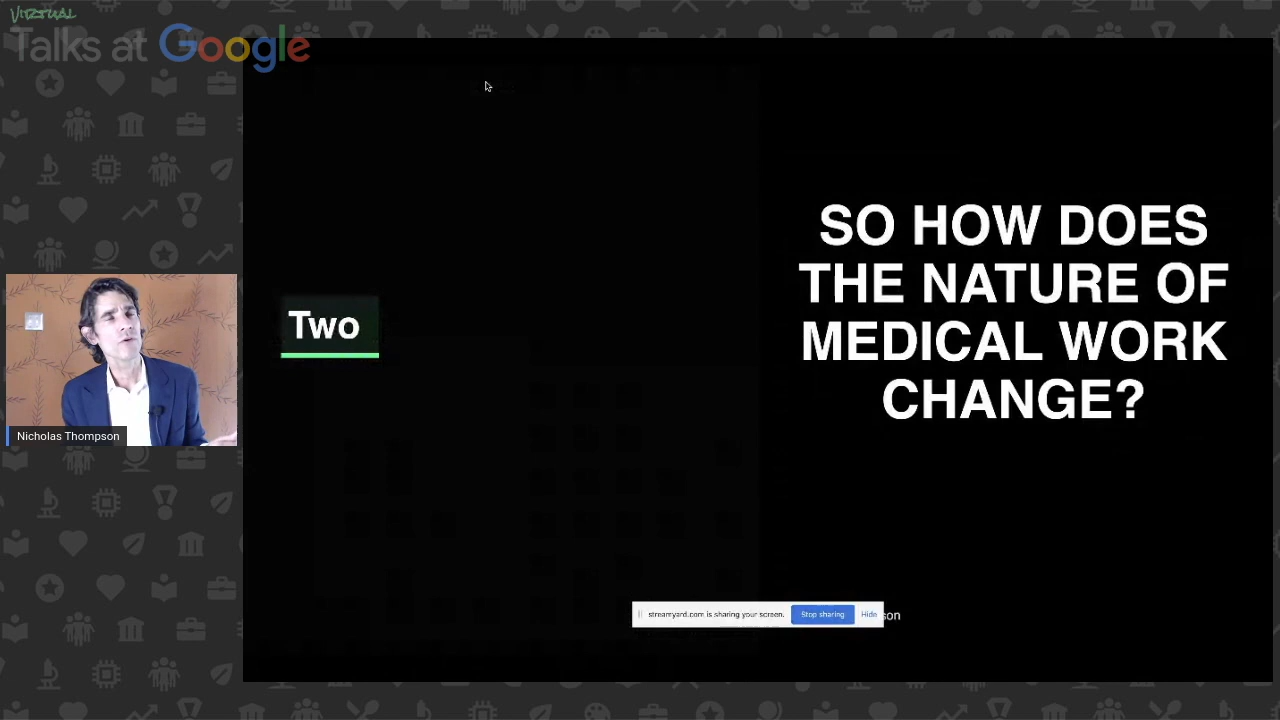 VIRTUAL
Talks at Google
Two
SO HOW DOES
THE NATURE OF
MEDICAL WORK
CHANGE?
Nicholas Thompson
streamyard.com is sharing your screen.
Stop sharing
Hide
son